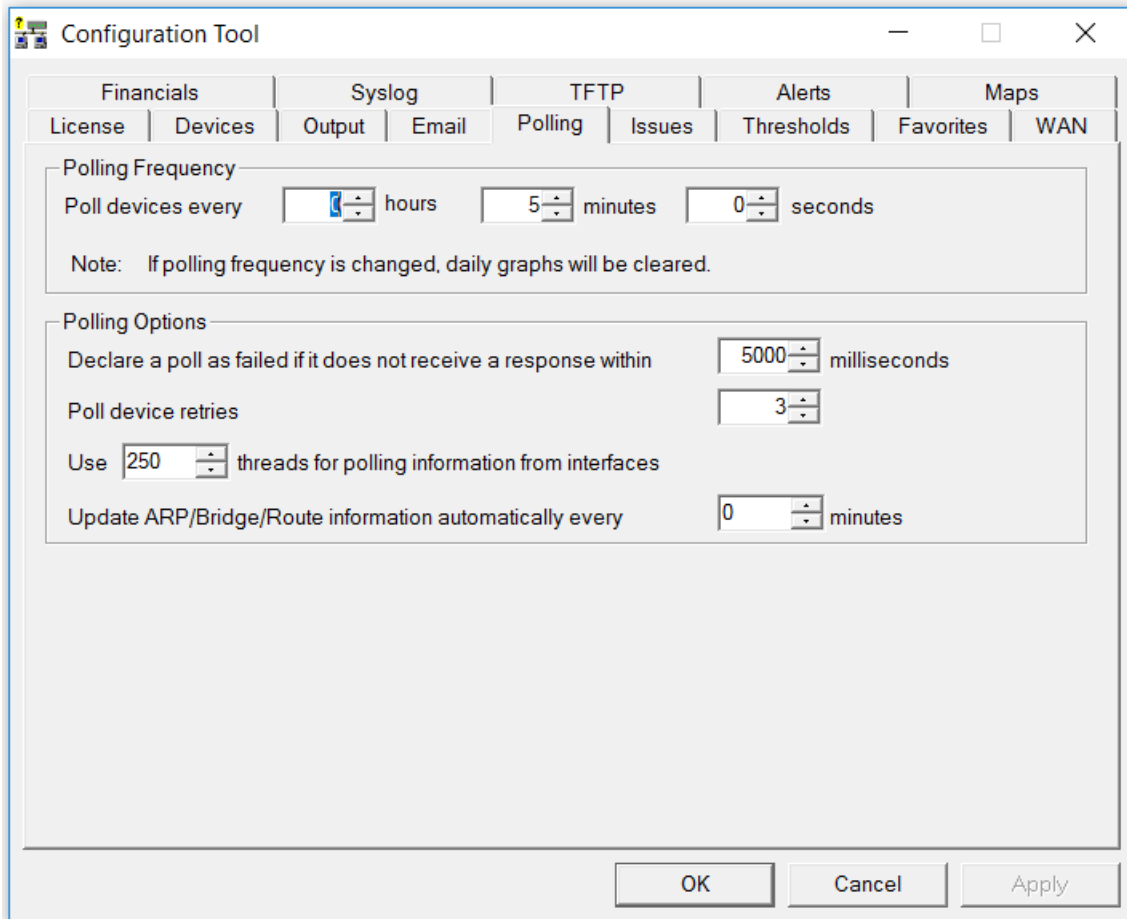 Configuration Tool
Financials Syslog TFTP Alerts Maps
License Devices Output Email Polling Issues Thresholds Favorites WAN
Polling Frequency
Poll devices every 0 hours 5 minutes 0 seconds
Note: If polling frequency is changed, daily graphs will be cleared.
Polling Options
Declare a poll as failed if it does not receive a response within 5000 milliseconds
Poll device retries 3
Use 250 threads for polling information from interfaces
Update ARP/Bridge/Route information automatically every 0 minutes
OK Cancel Apply